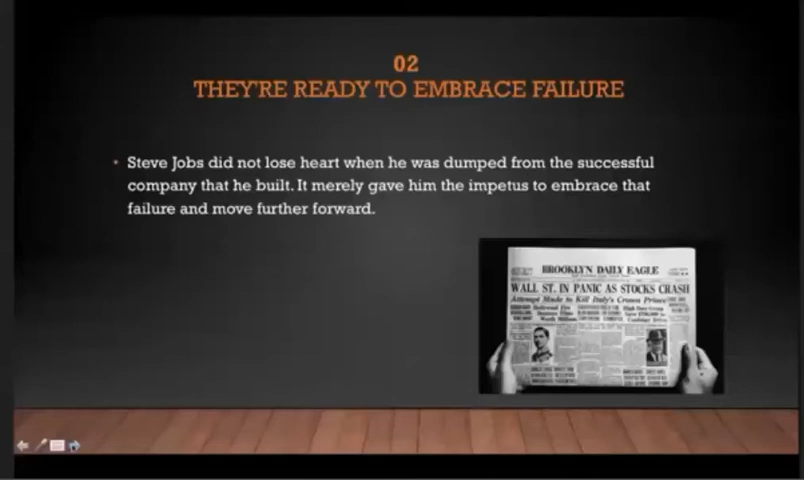 02
THEY'RE READY TO EMBRACE FAILURE
• Steve Jobs did not lose heart when he was dumped from the successful
company that he built. It merely gave him the impetus to embrace that
failure and move further forward.
BROOKLYN DAILY EAGLE
WALL ST. IN PANIC AS STOCKS CRASH
Attempt Made to Kill Italy's Crown Prince